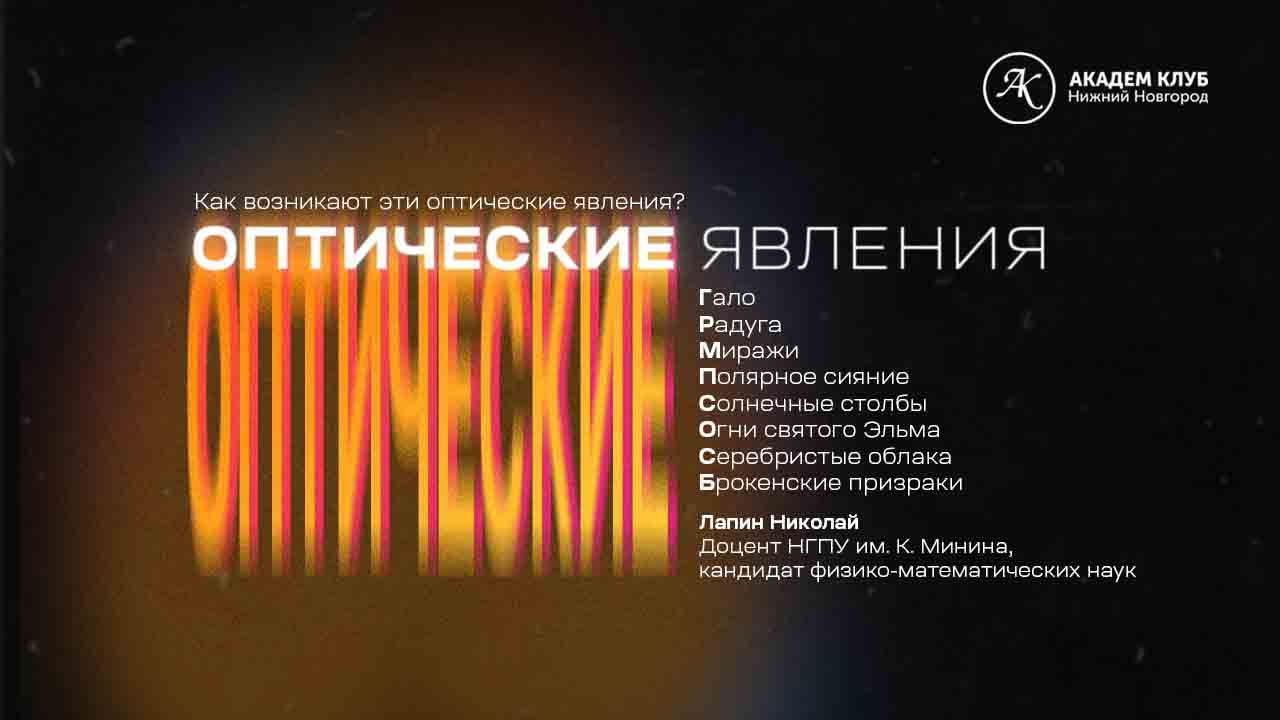 АК
АКАДЕМ КЛУБ
Нижний Новгород
Как возникают эти оптические явления?
ОПТИЧЕСКИЕ ЯВЛЕНИЯ
ОПТИЧЕСКИЕ
Гало
Радуга
Миражи
Полярное сияние
Солнечные столбы
Огни святого Эльма
Серебристые облака
Брокенские призраки
Лапин Николай
Доцент НГПУ им. К. Минина,
кандидат физико-математических наук